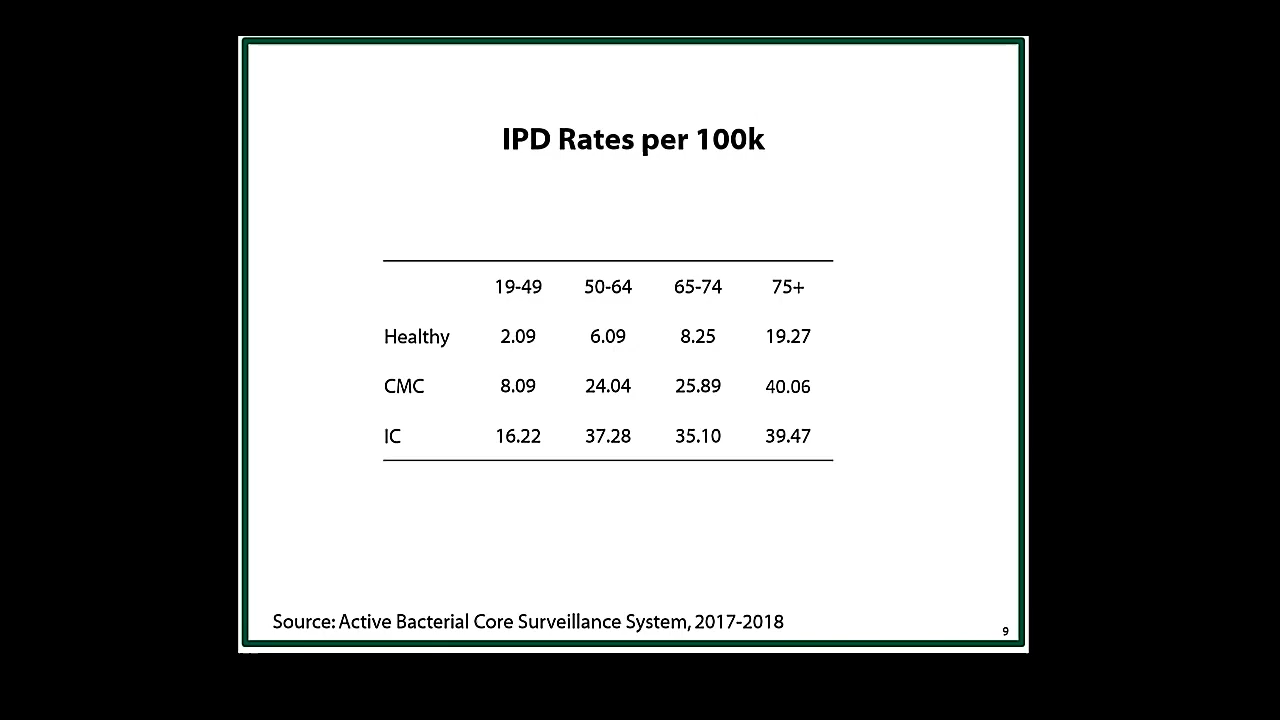 IPD Rates per 100k
19-49 50-64 65-74 75+
Healthy 2.09 6.09 8.25 19.27
CMC 8.09 24.04 25.89 40.06
IC 16.22 37.28 35.10 39.47
Source: Active Bacterial Core Surveillance System, 2017-2018
9